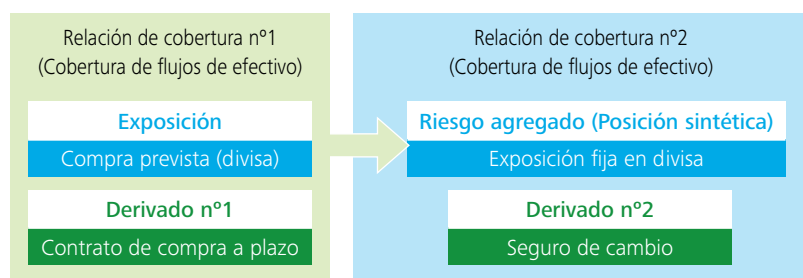 Relación de cobertura nº1
(Cobertura de flujos de efectivo)
Exposición
Compra prevista (divisa)
Derivado nº1
Contrato de compra a plazo
Relación de cobertura nº2
(Cobertura de flujos de efectivo)
Riesgo agregado (Posición sintética)
Exposición fija en divisa
Derivado nº2
Seguro de cambio